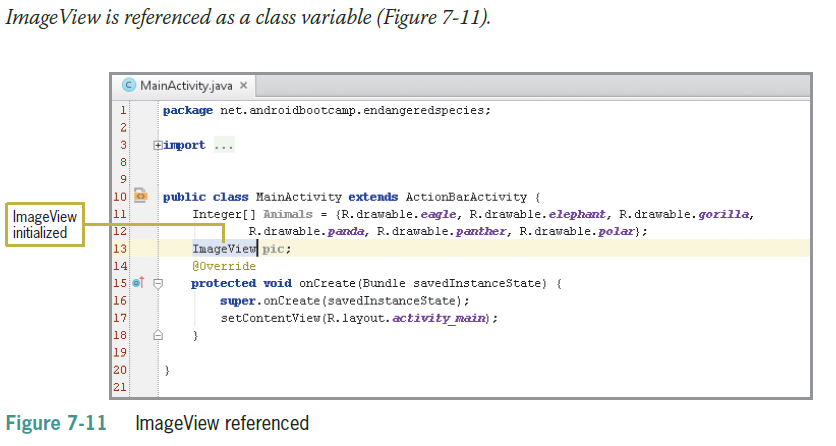 ImageView is referenced as a class variable (Figure 7-11).
MainActivity.java ×
1 package net.androidbootcamp.endangeredspecies;
2
3 import ...
8
9
10 public class MainActivity extends ActionBarActivity {
11 Integer[] Animals = {R.drawable.eagle, R.drawable.elephant, R.drawable.gorilla,
12 R.drawable.panda, R.drawable.panther, R.drawable.polar};
ImageView
initialized
13 ImageView pic;
14 @Override
15 protected void onCreate(Bundle savedInstanceState) {
16 super.onCreate(savedInstanceState);
17 setContentView(R.layout.activity_main);
18 }
19
20 }
21
Figure 7-11 ImageView referenced